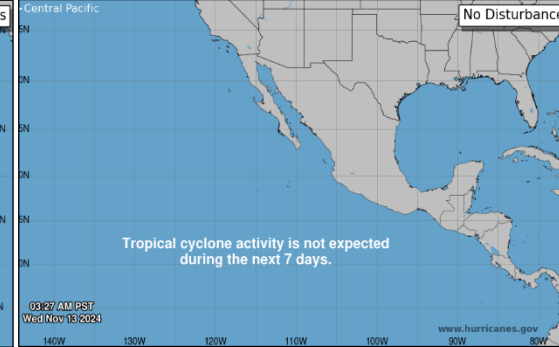 s
Central Pacific
No Disturbance
Tropical cyclone activity is not expected
during the next 7 days.
03:27 AM PST
Wed Nov 13 2024
www.hurricanes.gov
140W 130W 120W 110W 100W 90W 80W